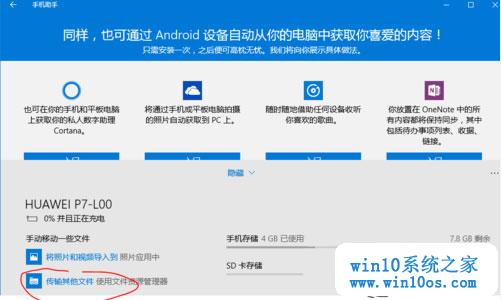 手机助手
同样，也可通过 Android 设备自动从你的电脑中获取你喜爱的内容！
只需安装一次，之后便可高枕无忧。我们将向你展示具体做法。
也可在你的手机和平板电脑
上获取你的私人数字助理
Cortana。
将通过手机或平板电脑拍摄
的照片自动获取到 PC 上。
随时随地借助任何设备收听
你喜欢的歌曲。
你放置在 OneNote 中的所
有内容都将保持同步，其中
包括待办事项列表、收据、
链接。
隐藏
HUAWEI P7-L00
0% 并且正在充电
手动移动一些文件
将照片和视频导入到 照片应用中
传输其他文件 使用文件资源管理器
手机存储 4 GB 已使用
7.8 GB 剩余
SD 卡存储
win10系统之家
www.win10os.com